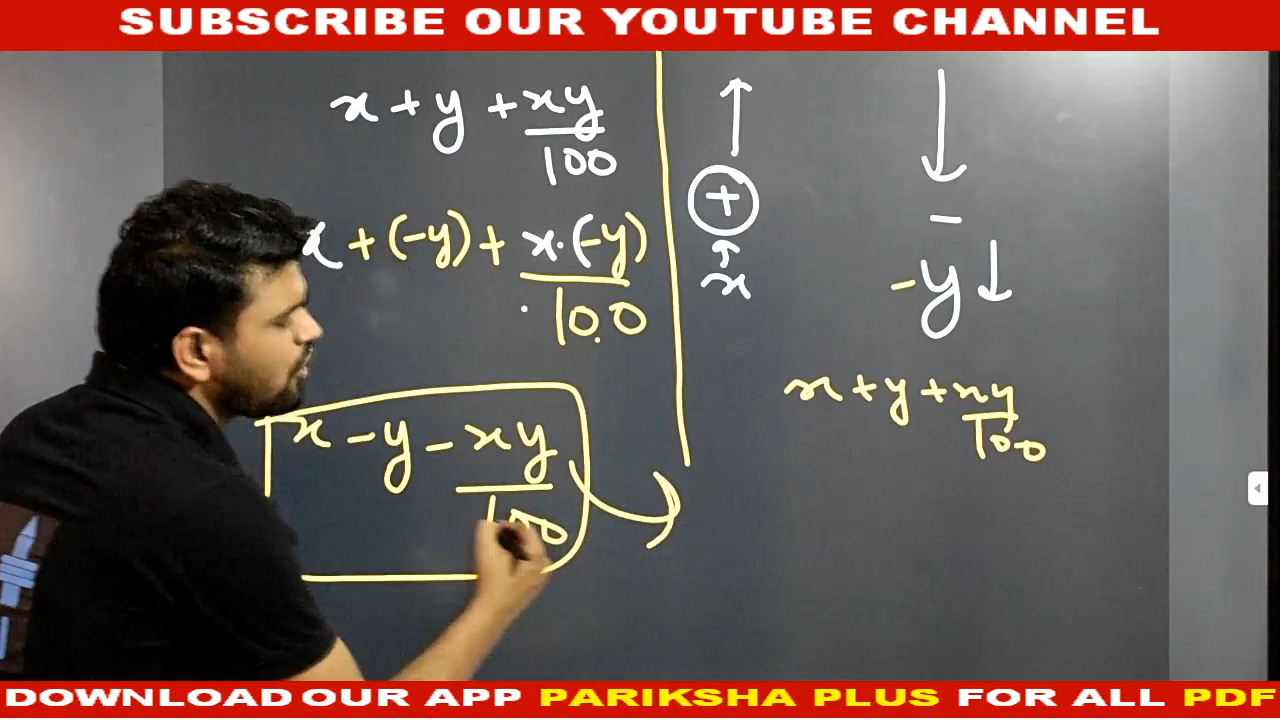 SUBSCRIBE OUR YOUTUBE CHANNEL
x + y + xy/100
x + (-y) + x·(-y)/100
x - y - xy/100
+
x
-
-y
x + y + xy/100
DOWNLOAD OUR APP PARIKSHA PLUS FOR ALL PDF